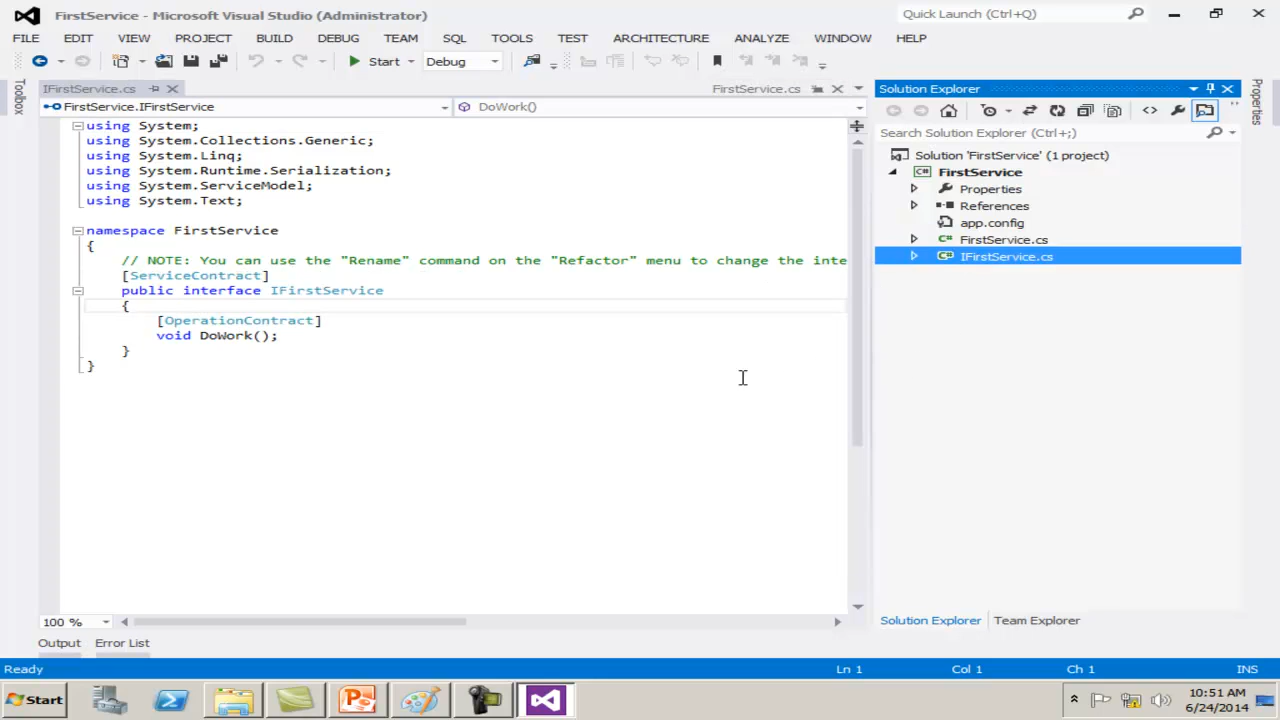 FirstService - Microsoft Visual Studio (Administrator)
Quick Launch (Ctrl+Q)
FILE EDIT VIEW PROJECT BUILD DEBUG TEAM SQL TOOLS TEST ARCHITECTURE ANALYZE WINDOW HELP
Start Debug
Toolbox
IFirstService.cs
FirstService.cs
FirstService.IFirstService
DoWork()
using System;
using System.Collections.Generic;
using System.Linq;
using System.Runtime.Serialization;
using System.ServiceModel;
using System.Text;
namespace FirstService
{
// NOTE: You can use the "Rename" command on the "Refactor" menu to change the inte
[ServiceContract]
public interface IFirstService
{
[OperationContract]
void DoWork();
}
}
100 %
Solution Explorer
Search Solution Explorer (Ctrl+;)
Solution 'FirstService' (1 project)
C# FirstService
Properties
References
app.config
C# FirstService.cs
C# IFirstService.cs
Solution Explorer Team Explorer
Properties
Output Error List
Ready Ln 1 Col 1 Ch 1 INS
Start
10:51 AM
6/24/2014